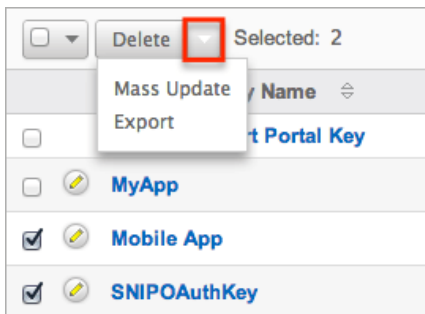 Delete Selected: 2
Mass Update
y Name
Export
rt Portal Key
MyApp
Mobile App
SNIPOAuthKey